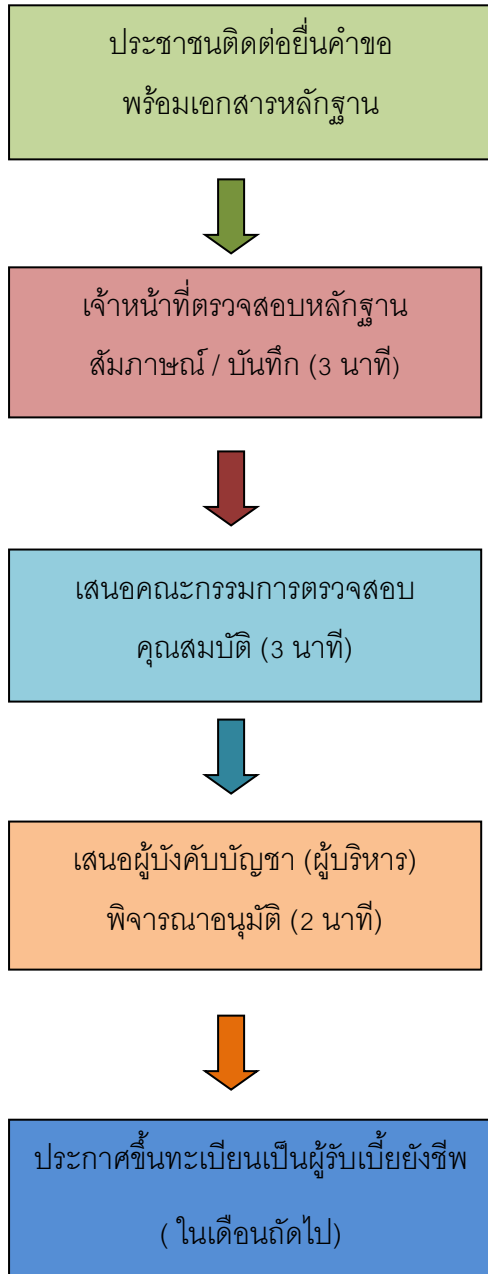 ประชาชนติดต่อยื่นคำขอ
พร้อมเอกสารหลักฐาน
เจ้าหน้าที่ตรวจสอบหลักฐาน
สัมภาษณ์ / บันทึก (3 นาที)
เสนอคณะกรรมการตรวจสอบ
คุณสมบัติ (3 นาที)
เสนอผู้บังคับบัญชา (ผู้บริหาร)
พิจารณาอนุมัติ (2 นาที)
ประกาศขึ้นทะเบียนเป็นผู้รับเบี้ยยังชีพ
( ในเดือนถัดไป)